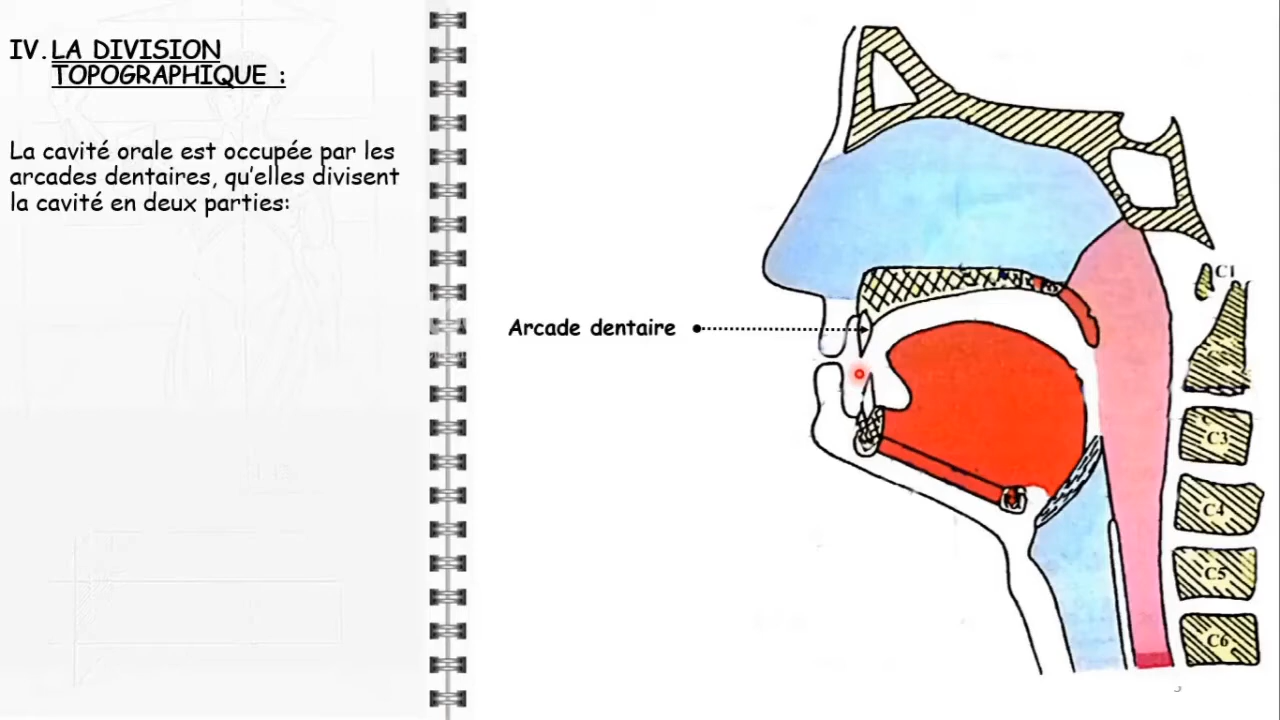 IV. LA DIVISION
TOPOGRAPHIQUE :
La cavité orale est occupée par les
arcades dentaires, qu'elles divisent
la cavité en deux parties:
Arcade dentaire
C1
C3
C4
C5
C6